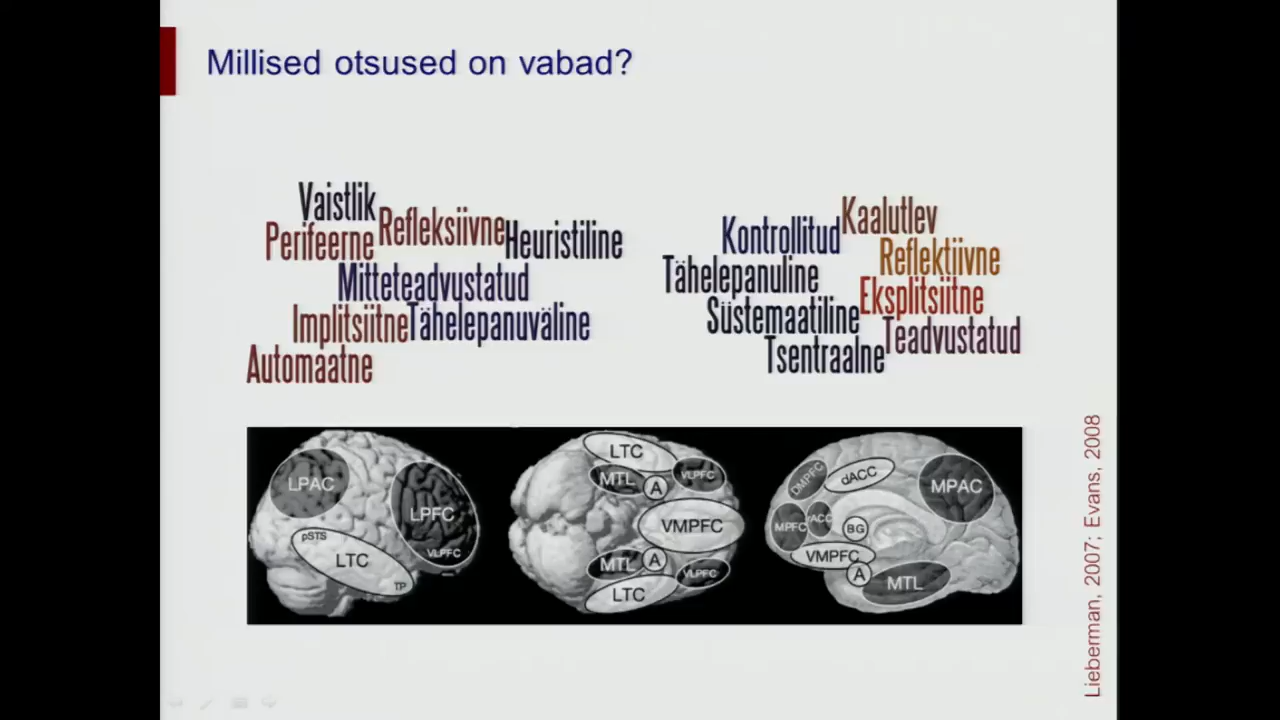 Millised otsused on vabad?
Vaistlik
Perifeerne Refleksiivne Heuristiline
Mitteteadvustatud
Implitsiitne Tähelepanuväline
Automaatne
Kaalutlev
Kontrollitud
Reflektiivne
Tähelepanuline
Eksplitsiitne
Süstemaatiline
Teadvustatud
Tsentraalne
LPAC
LPFC
VLPFC
pSTS
LTC
TP
LTC
MTL
A
VLPFC
VMPFC
MTL
A
VLPFC
LTC
DMPFC
dACC
MPAC
MPFC
rACC
BG
VMPFC
A
MTL
Lieberman, 2007; Evans, 2008